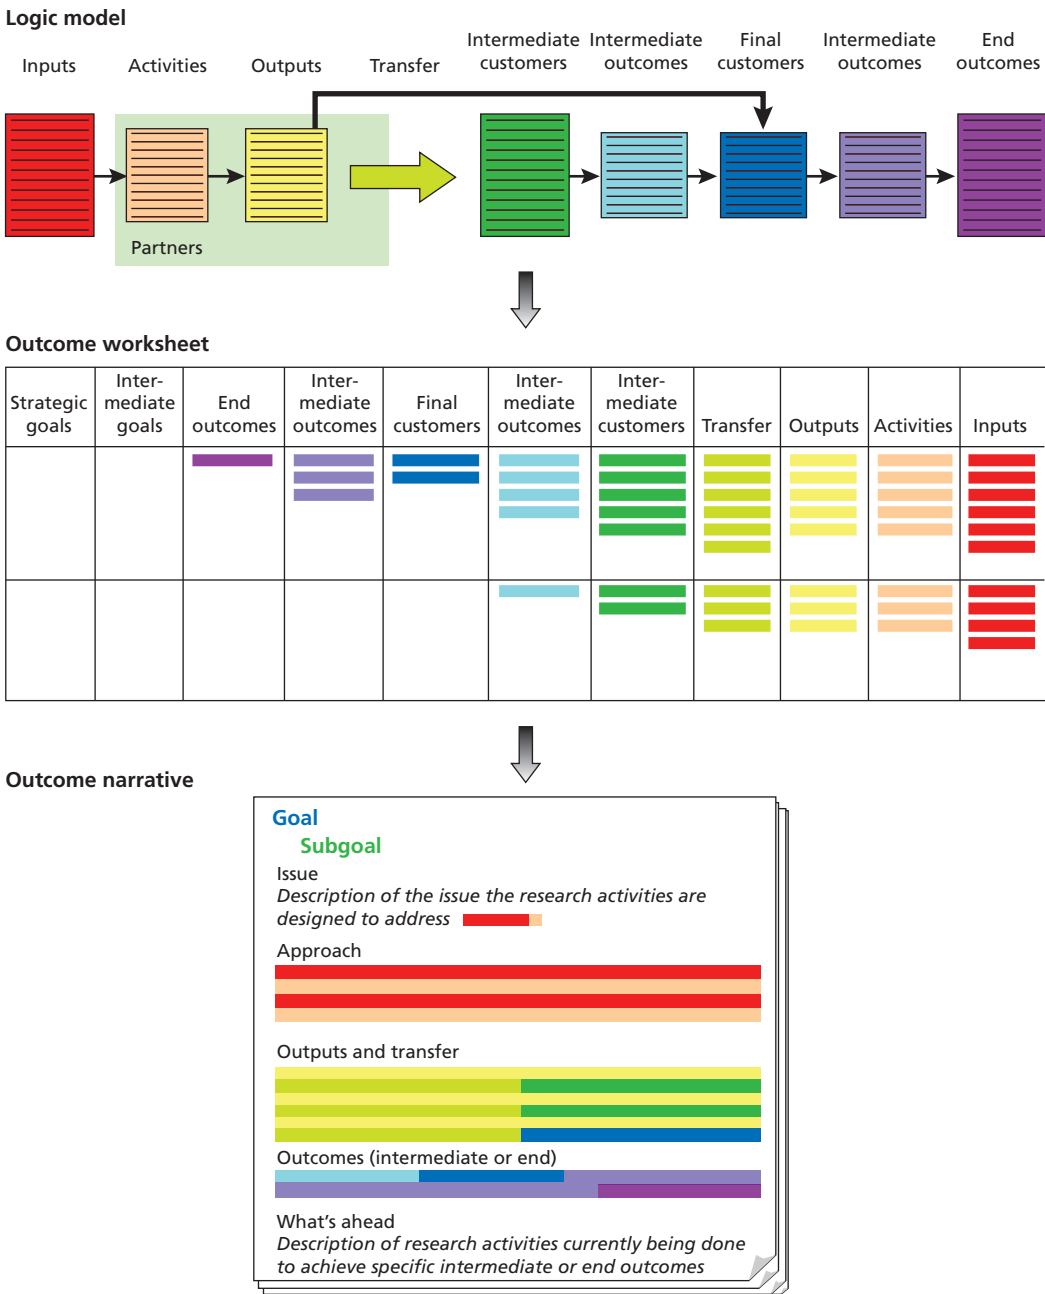 Logic model
Inputs
Activities
Outputs
Transfer
Intermediate
customers
Intermediate
outcomes
Final
customers
Intermediate
outcomes
End
outcomes
Partners
Outcome worksheet
Strategic
goals
Inter-
mediate
goals
End
outcomes
Inter-
mediate
outcomes
Final
customers
Inter-
mediate
outcomes
Inter-
mediate
customers
Transfer
Outputs
Activities
Inputs
Outcome narrative
Goal
Subgoal
Issue
Description of the issue the research activities are
designed to address
Approach
Outputs and transfer
Outcomes (intermediate or end)
What's ahead
Description of research activities currently being done
to achieve specific intermediate or end outcomes